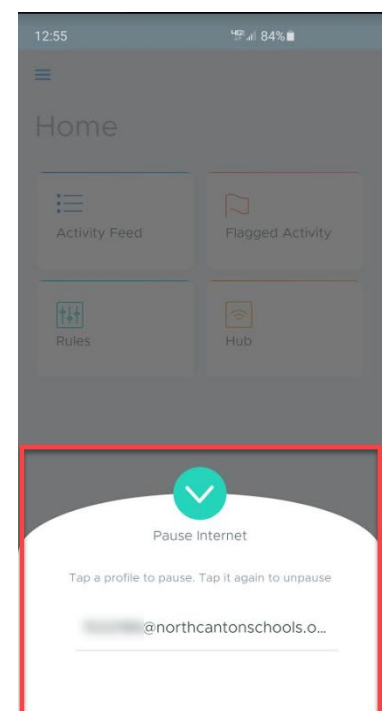 12:55 84%
Home
Activity Feed Flagged Activity
Rules Hub
Pause Internet
Tap a profile to pause. Tap it again to unpause
@northcantonschools.o...